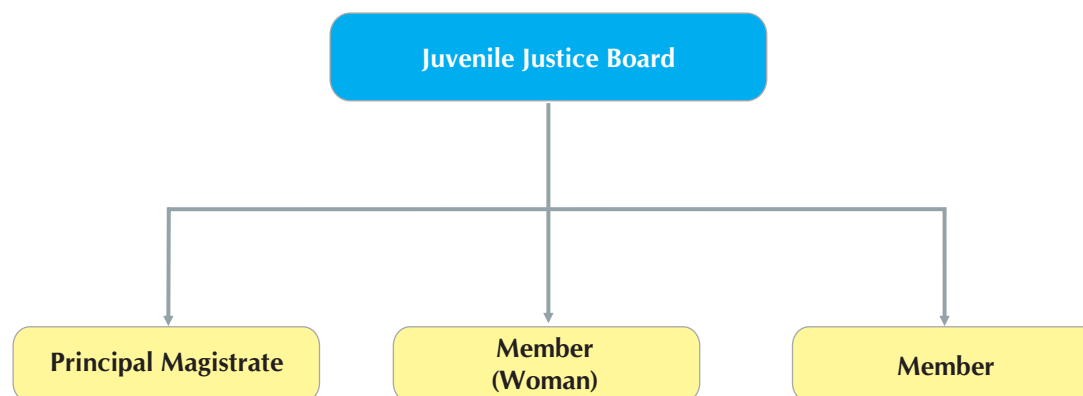 Juvenile Justice Board
Principal Magistrate
Member
(Woman)
Member